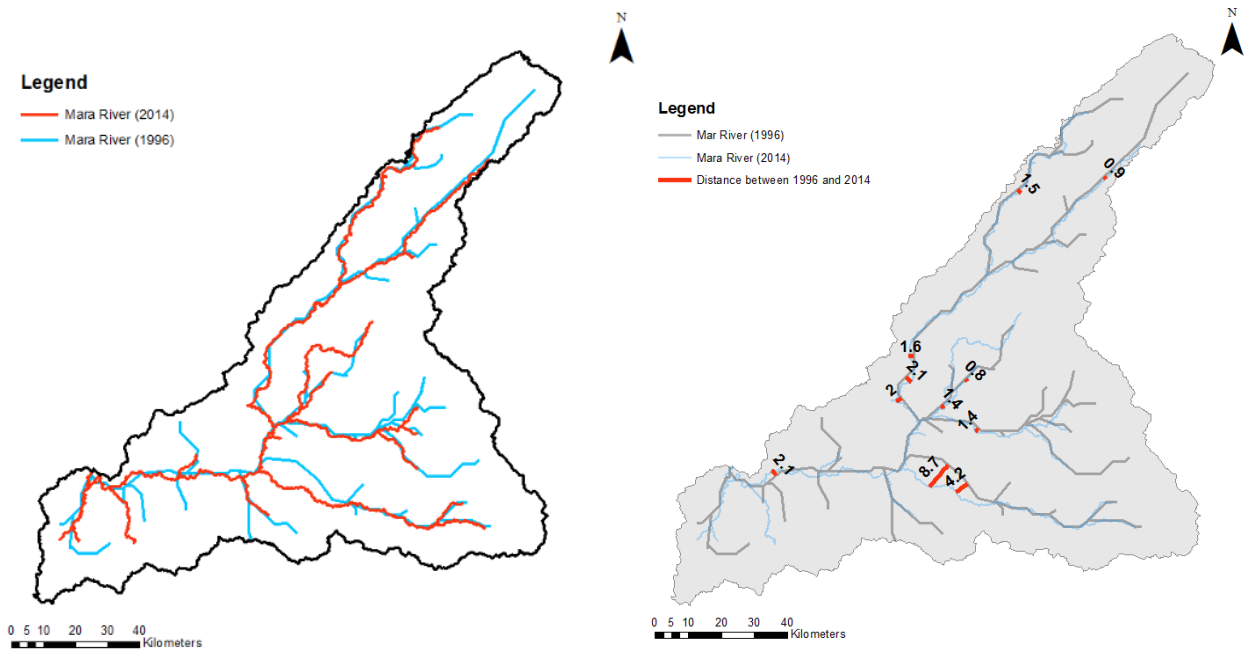 N
Legend
Mara River (2014)
Mara River (1996)
0 5 10 20 30 40
Kilometers
N
Legend
Mar River (1996)
Mara River (2014)
Distance between 1996 and 2014
0.9
1.5
1.6
2.1
0.8
2
1.4
1.4
2.1
8.7
4.2
0 5 10 20 30 40
Kilometers